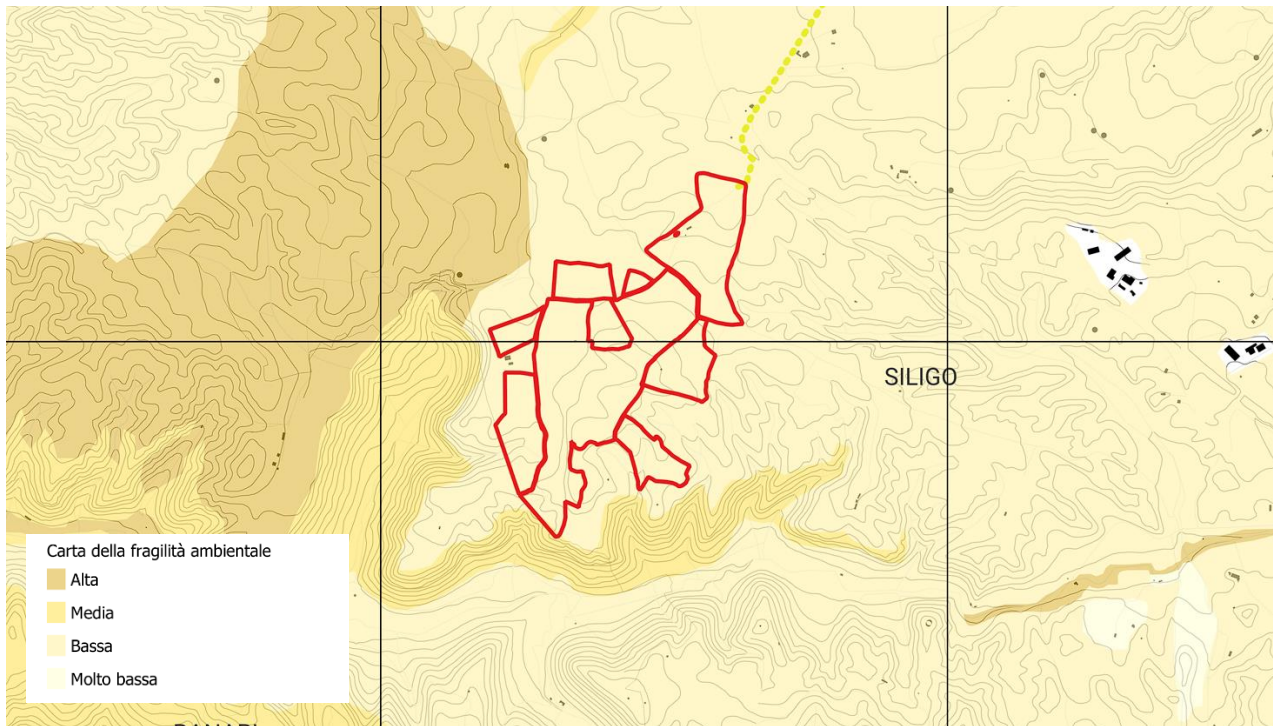 SILIGO
Carta della fragilità ambientale
Alta
Media
Bassa
Molto bassa